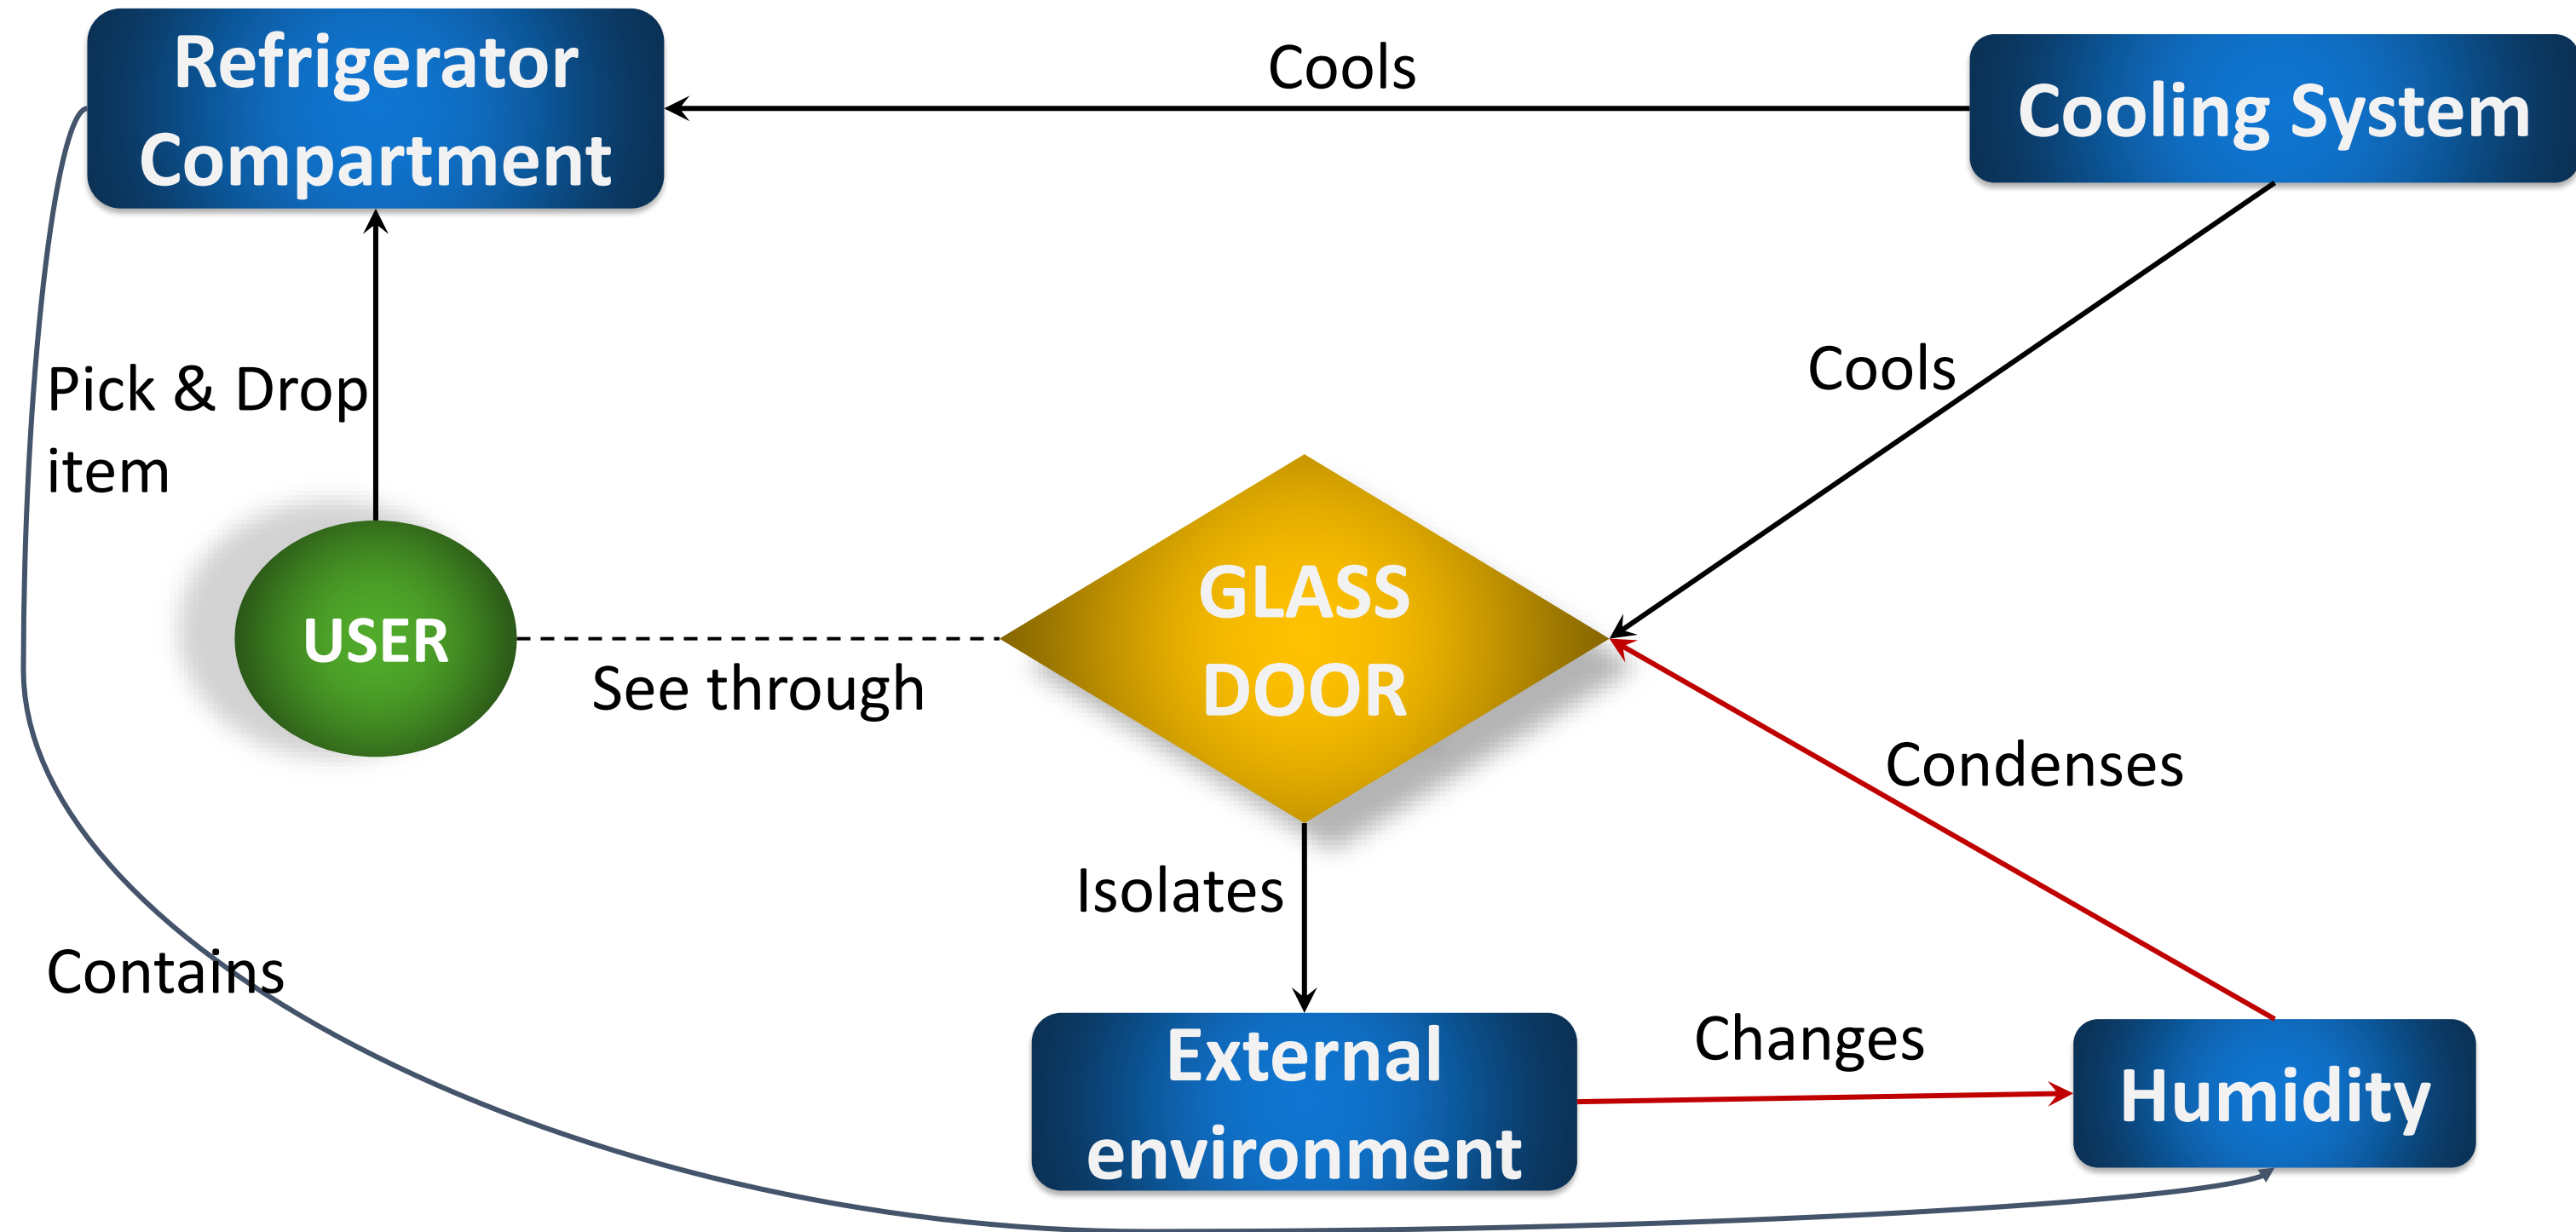 Refrigerator
Compartment
Cools
Cooling System
Pick & Drop
item
Cools
USER
See through
GLASS
DOOR
Condenses
Isolates
Contains
External
environment
Changes
Humidity